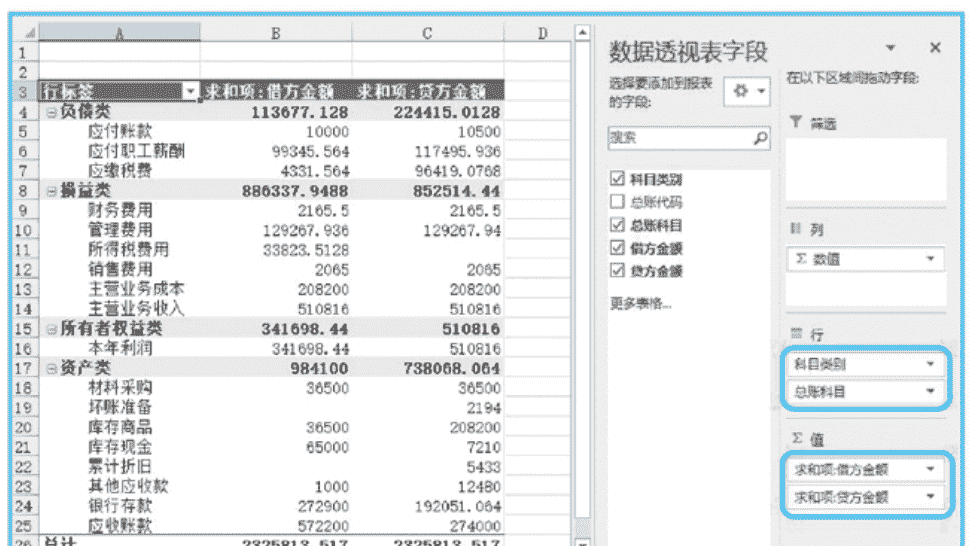 A B C D
1
2
3 行标签 求和项:借方金额 求和项:贷方金额
4 负债类 113677.128 224415.0128
5 应付账款 10000 10500
6 应付职工薪酬 99345.564 117495.936
7 应缴税费 4331.564 96419.0768
8 损益类 886337.9488 852514.44
9 财务费用 2165.5 2165.5
10 管理费用 129267.936 129267.94
11 所得税费用 33823.5128
12 销售费用 2065 2065
13 主营业务成本 208200 208200
14 主营业务收入 510816 510816
15 所有者权益类 341698.44 510816
16 本年利润 341698.44 510816
17 资产类 984100 738068.064
18 材料采购 36500 36500
19 坏账准备 2194
20 库存商品 36500 208200
21 库存现金 65000 7210
22 累计折旧 5433
23 其他应收款 1000 12480
24 银行存款 272900 192051.064
25 应收账款 572200 274000
26 总计 2325813.517 2325813.517
数据透视表字段
选择要添加到报表
的字段:
搜索
科目类别
总账代码
总账科目
借方金额
贷方金额
更多表格...
在以下区域间拖动字段:
筛选
列
Σ 数值
行
科目类别
总账科目
Σ 值
求和项:借方金额
求和项:贷方金额